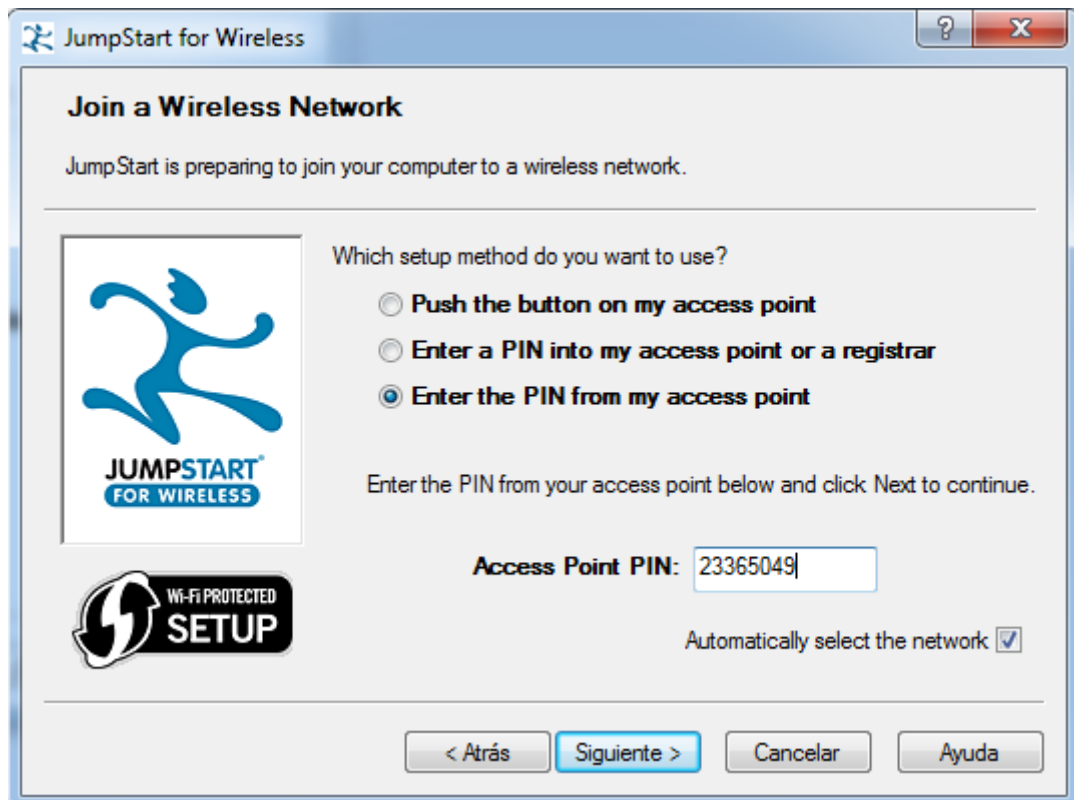 JumpStart for Wireless
Join a Wireless Network
JumpStart is preparing to join your computer to a wireless network.
Which setup method do you want to use?
Push the button on my access point
Enter a PIN into my access point or a registrar
Enter the PIN from my access point
JUMPSTART®
FOR WIRELESS
Enter the PIN from your access point below and click Next to continue.
Access Point PIN: 23365049
Wi-Fi PROTECTED
SETUP
Automatically select the network
< Atrás Siguiente > Cancelar Ayuda